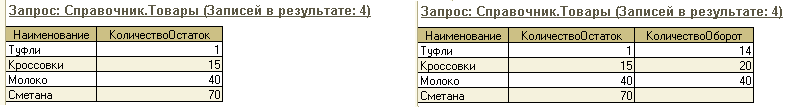 Запрос: Справочник.Товары (Записей в результате: 4)
Наименование КоличествоОстаток
Туфли 1
Кроссовки 15
Молоко 40
Сметана 70
Запрос: Справочник.Товары (Записей в результате: 4)
Наименование КоличествоОстаток КоличествоОборот
Туфли 1 14
Кроссовки 15 20
Молоко 40 40
Сметана 70